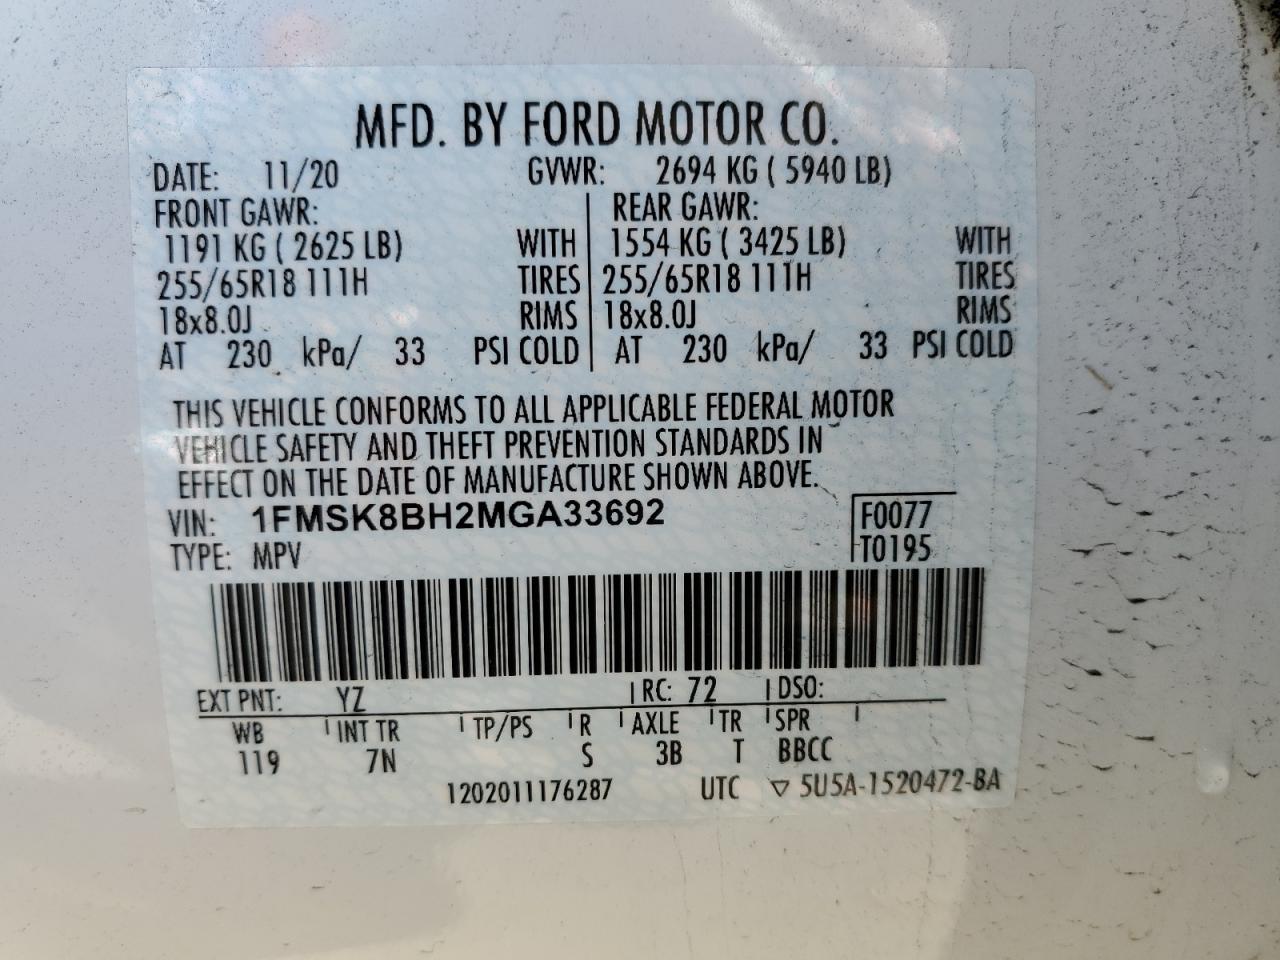 MFD. BY FORD MOTOR CO.
DATE: 11/20 GVWR: 2694 KG ( 5940 LB)
FRONT GAWR: REAR GAWR:
1191 KG ( 2625 LB) WITH 1554 KG ( 3425 LB) WITH
255/65R18 111H TIRES 255/65R18 111H TIRES
18x8.0J RIMS 18x8.0J RIMS
AT 230 kPa/ 33 PSI COLD AT 230 kPa/ 33 PSI COLD
THIS VEHICLE CONFORMS TO ALL APPLICABLE FEDERAL MOTOR
VEHICLE SAFETY AND THEFT PREVENTION STANDARDS IN
EFFECT ON THE DATE OF MANUFACTURE SHOWN ABOVE.
VIN: 1FMSK8BH2MGA33692 F0077
TYPE: MPV T0195
EXT PNT: YZ RC: 72 DSO:
WB INT TR TP/PS R AXLE TR SPR
119 7N S 3B T BBCC
1202011176287 UTC ▽ 5U5A-1520472-BA